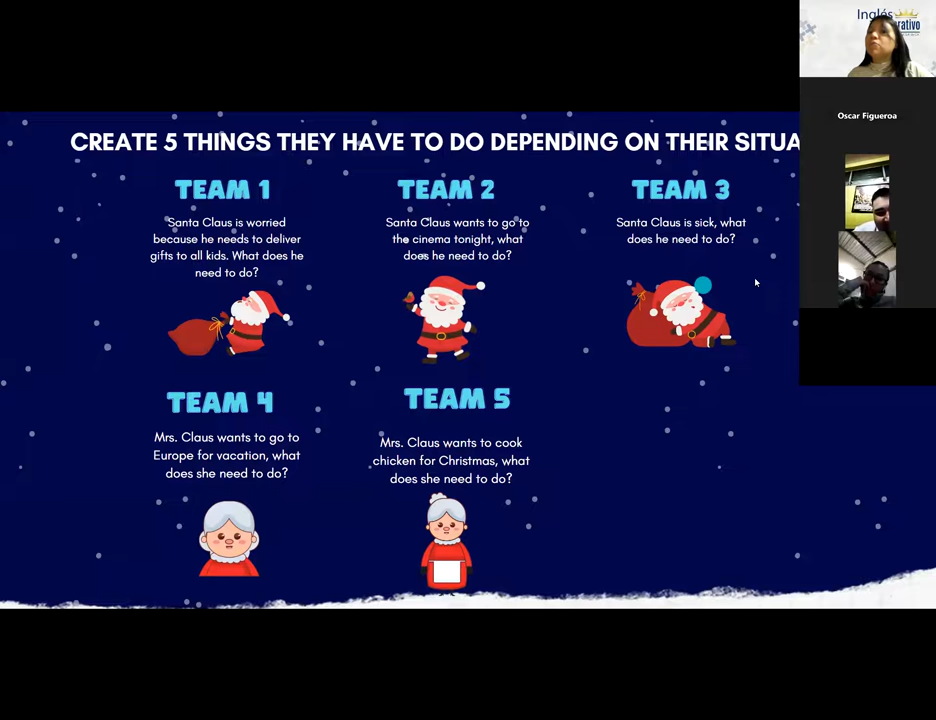 Inglés
rativo
Oscar Figueroa
CREATE 5 THINGS THEY HAVE TO DO DEPENDING ON THEIR SITUA
TEAM 1
Santa Claus is worried
because he needs to deliver
gifts to all kids. What does he
need to do?
TEAM 2
Santa Claus wants to go to
the cinema tonight, what
does he need to do?
TEAM 3
Santa Claus is sick, what
does he need to do?
TEAM 4
Mrs. Claus wants to go to
Europe for vacation, what
does she need to do?
TEAM 5
Mrs. Claus wants to cook
chicken for Christmas, what
does she need to do?